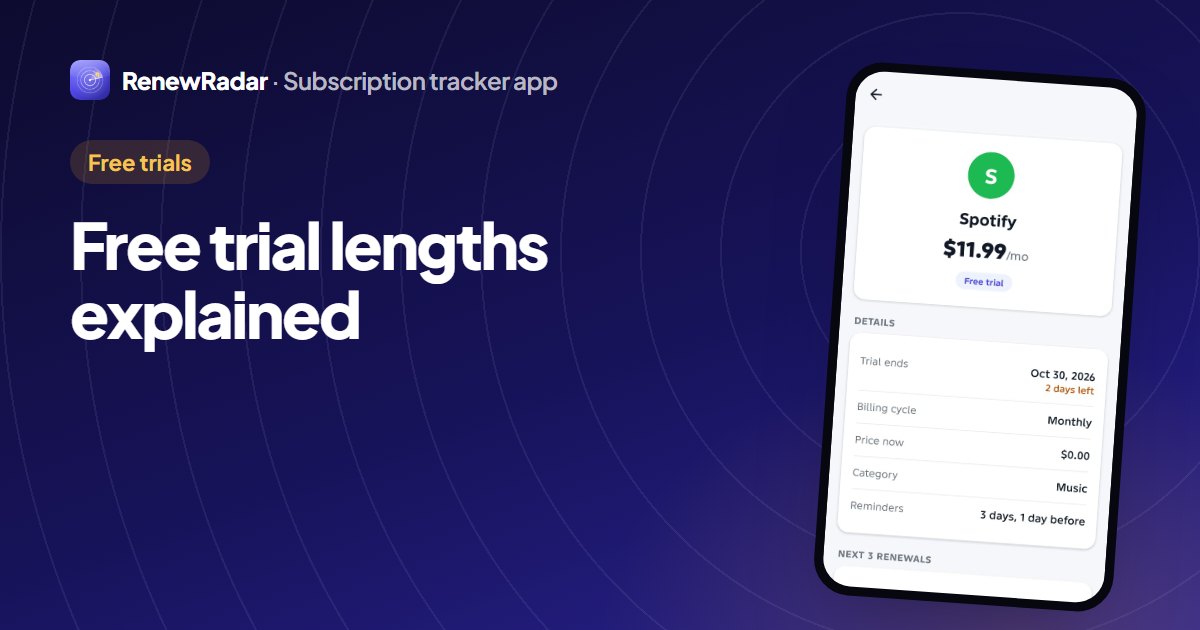 RenewRadar · Subscription tracker app
Free trials
Free trial lengths
explained
S
Spotify
$11.99/mo
Free trial
DETAILS
Trial ends
Oct 30, 2026
2 days left
Billing cycle
Monthly
Price now
$0.00
Category
Music
Reminders
3 days, 1 day before
NEXT 3 RENEWALS